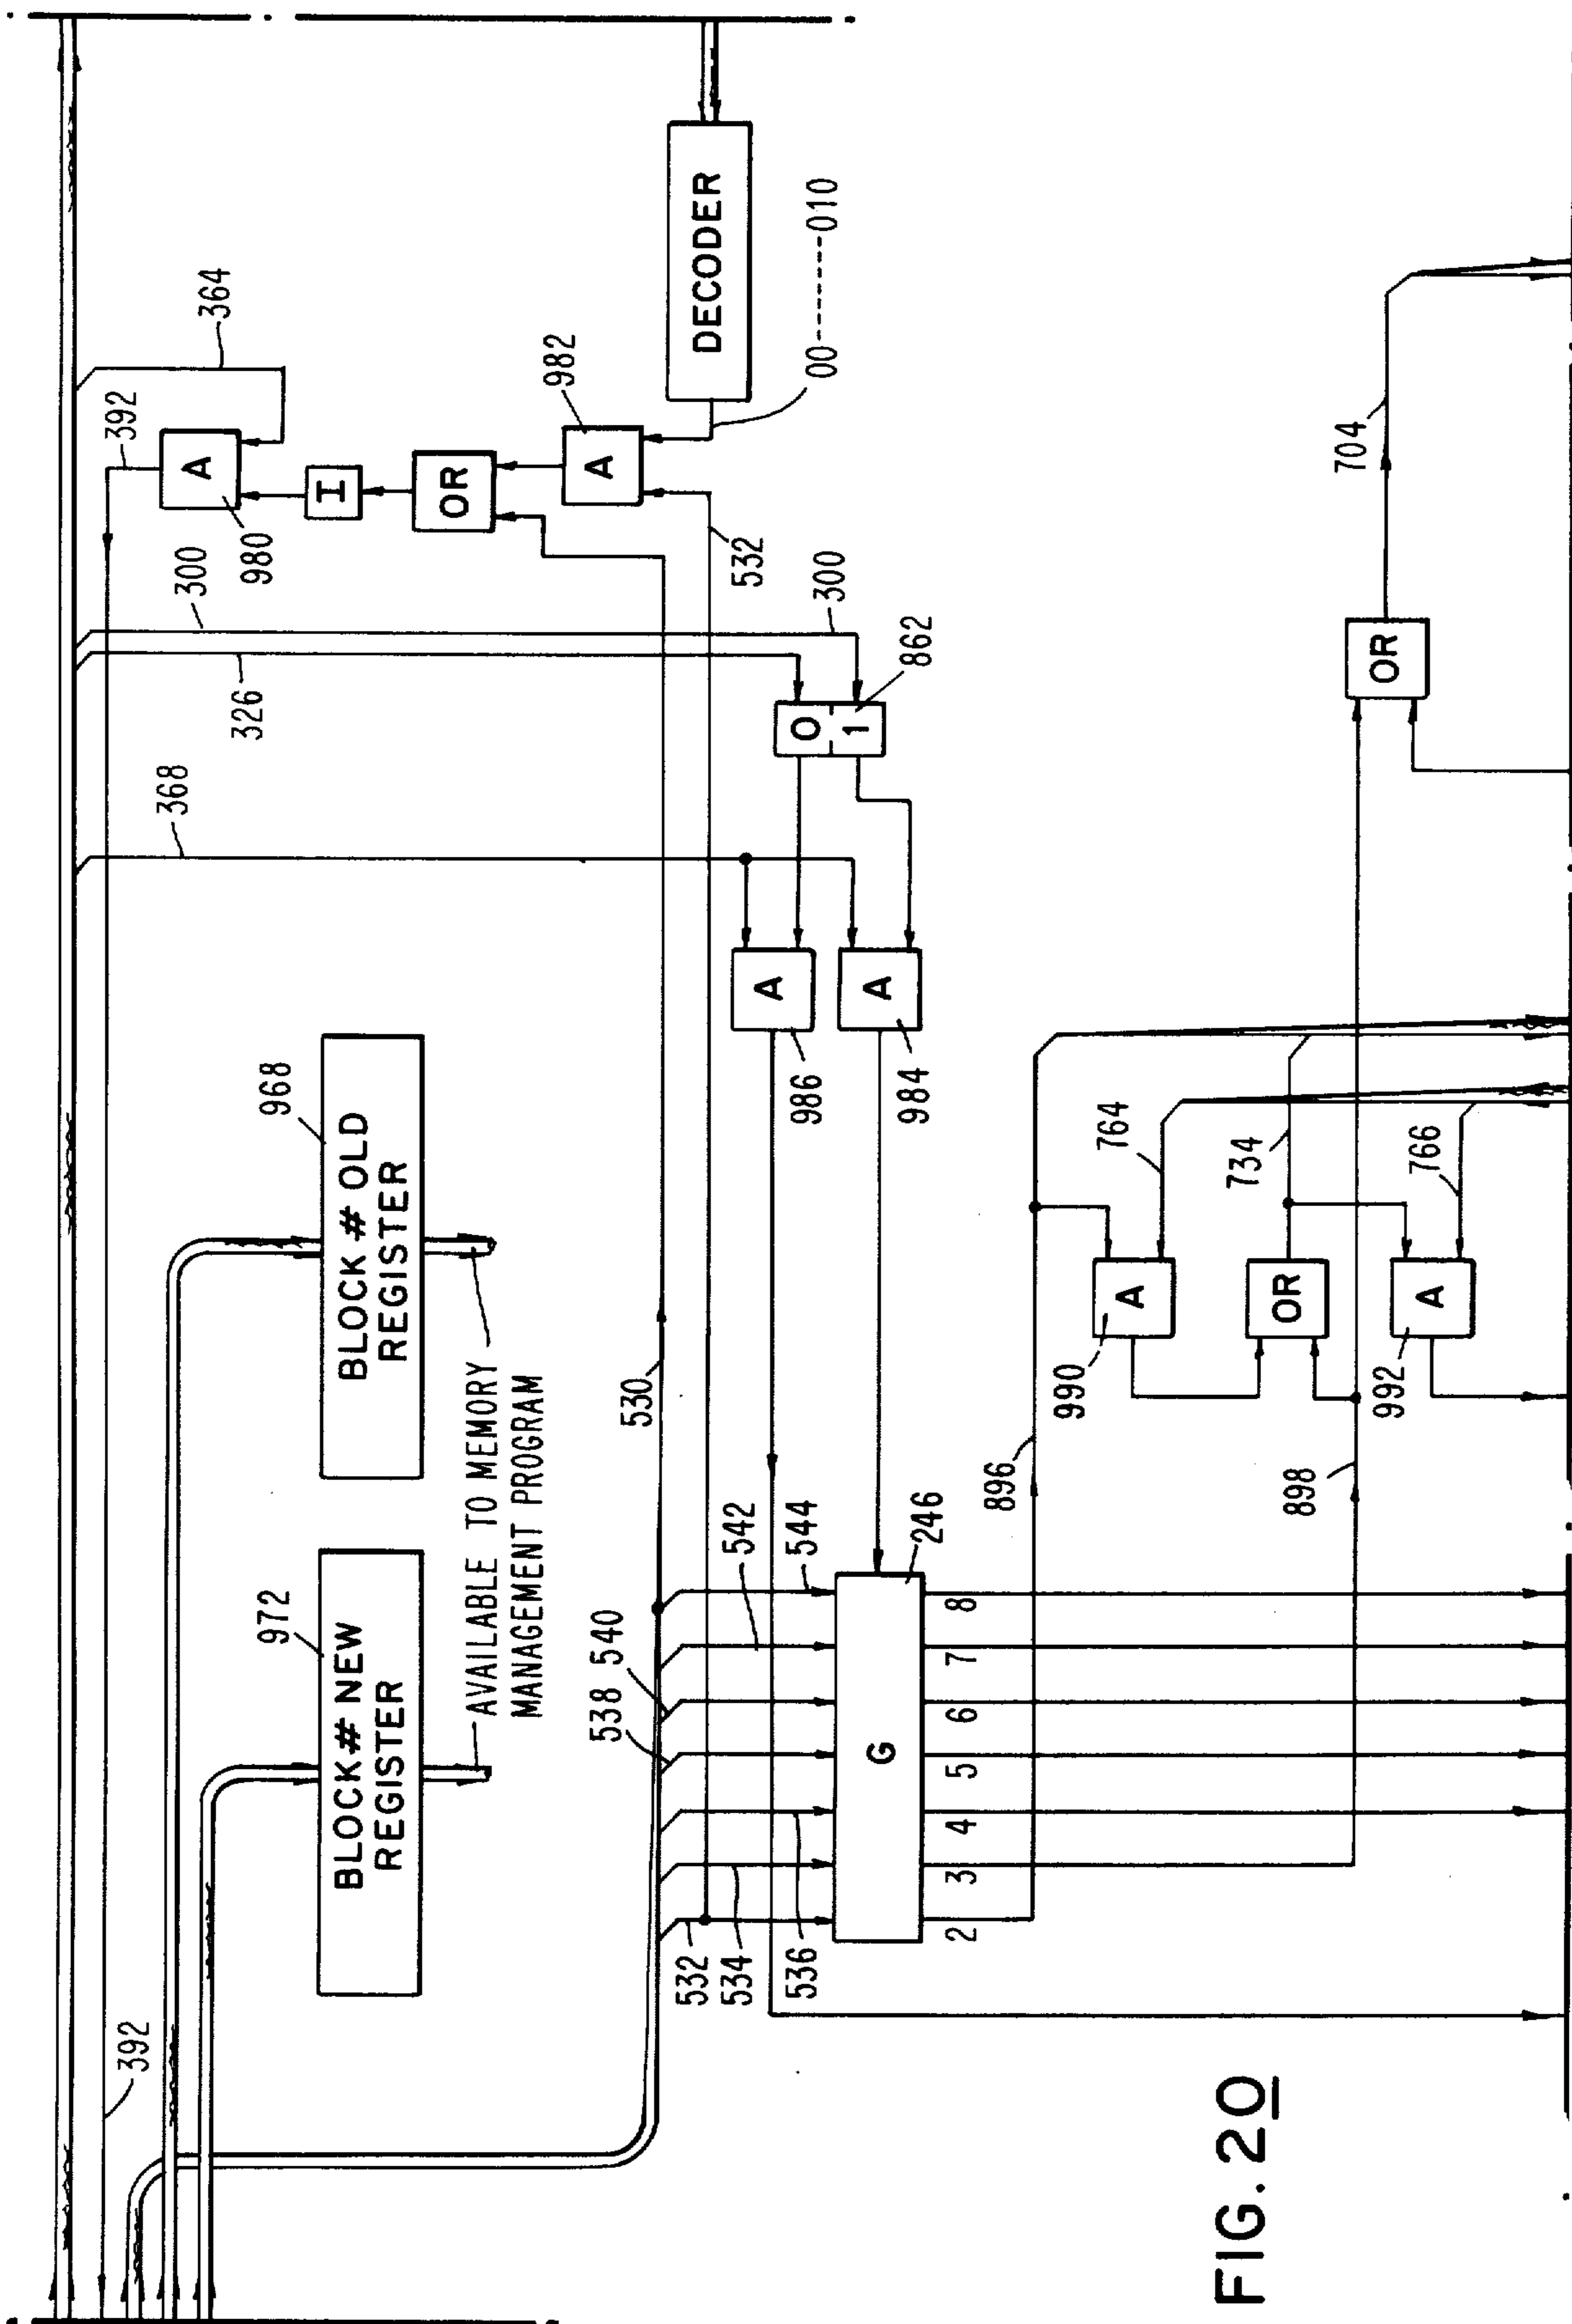 392
972
BLOCK # NEW
REGISTER
968
BLOCK # OLD
REGISTER
AVAILABLE TO MEMORY
MANAGEMENT PROGRAM
392
364
A
980
I
OR
982
A
DECODER
00-------010
300
326
368
530
532
300
862
0
1
A
986
A
984
532
534
536
538
540
542
544
G
246
2
3
4
5
6
7
8
896
898
990
A
764
734
OR
766
992
A
OR
704
FIG. 2O